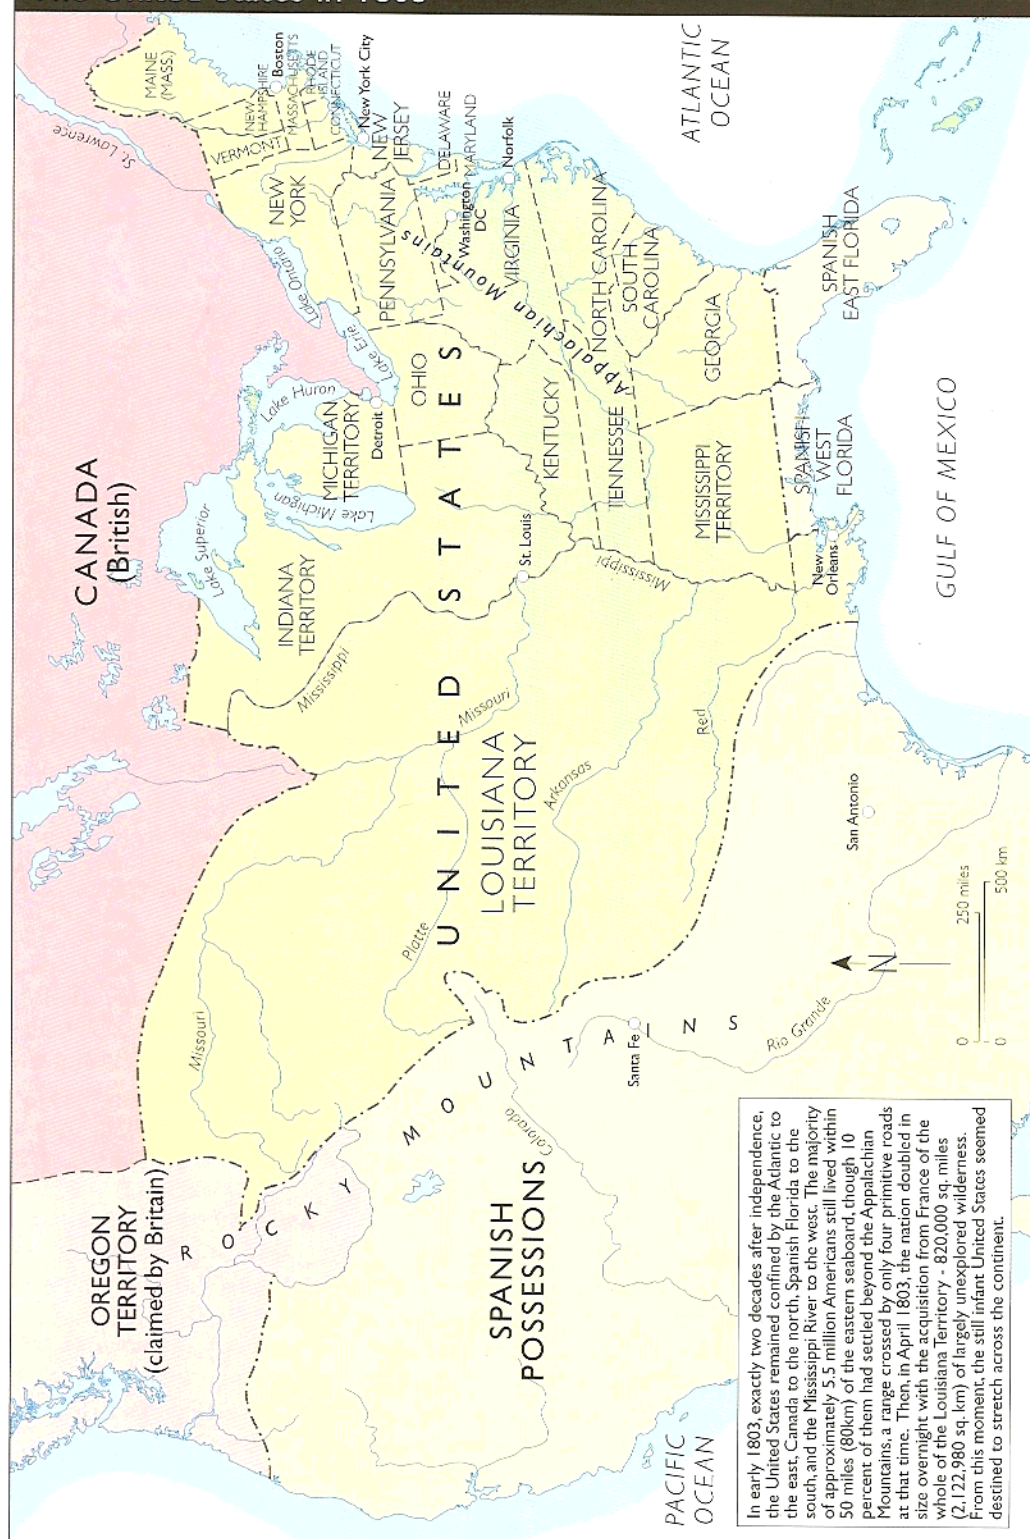 CANADA
(British)
OREGON
TERRITORY
(claimed by Britain)
St. Lawrence
MAINE
(MASS.)
NEW
HAMPSHIRE
VERMONT
Boston
MASSACHUSETTS
RHODE
ISLAND
CONNECTICUT
New York City
NEW
YORK
NEW
JERSEY
PENNSYLVANIA
DELAWARE
MARYLAND
Washington
DC
Norfolk
VIRGINIA
Appalachian Mountains
NORTH CAROLINA
SOUTH
CAROLINA
GEORGIA
SPANISH
EAST FLORIDA
SPANISH
WEST
FLORIDA
ATLANTIC
OCEAN
GULF OF MEXICO
Lake Ontario
Lake Erie
Lake Huron
Lake Michigan
Lake Superior
OHIO
MICHIGAN
TERRITORY
Detroit
INDIANA
TERRITORY
KENTUCKY
TENNESSEE
MISSISSIPPI
TERRITORY
St. Louis
Mississippi
Mississippi
New
Orleans
UNITED STATES
LOUISIANA
TERRITORY
Missouri
Missouri
Platte
Arkansas
Red
San Antonio
Rio Grande
Santa Fe
Colorado
ROCKY MOUNTAINS
SPANISH
POSSESSIONS
PACIFIC
OCEAN
N
0 250 miles
0 500 km
In early 1803, exactly two decades after independence,
the United States remained confined by the Atlantic to
the east, Canada to the north, Spanish Florida to the
south, and the Mississippi River to the west. The majority
of approximately 5.5 million Americans still lived within
50 miles (80km) of the eastern seaboard, though 10
percent of them had settled beyond the Appalachian
Mountains, a range crossed by only four primitive roads
at that time. Thon, in April 1803, the nation doubled in
size overnight with the acquisition from France of the
whole of the Louisiana Territory - 820,000 sq. miles
(2,122,980 sq. km) of largely unexplored wilderness.
From this moment, the still infant United States seemed
destined to stretch across the continent.